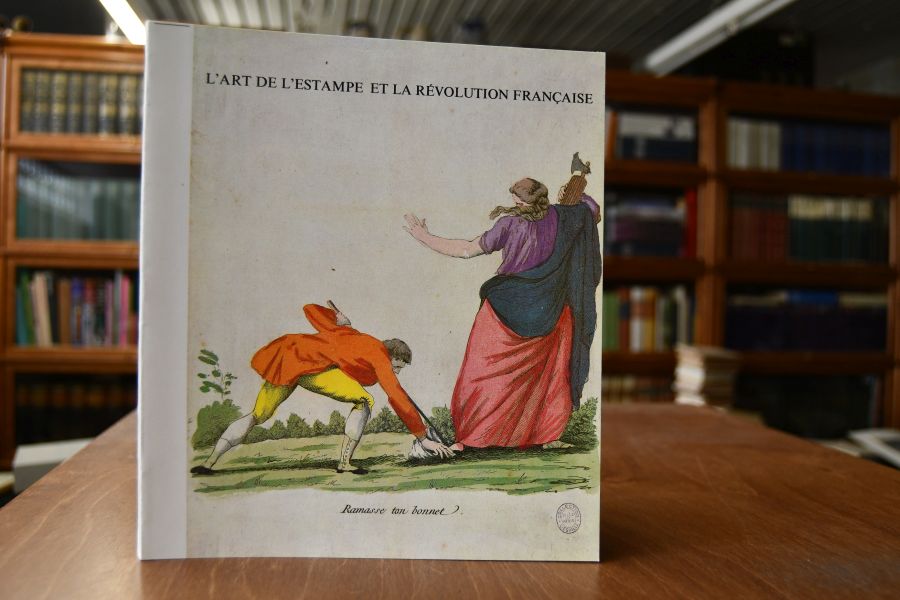 L'ART DE L'ESTAMPE ET LA RÉVOLUTION FRANÇAISE
Ramasse ton bonnet.